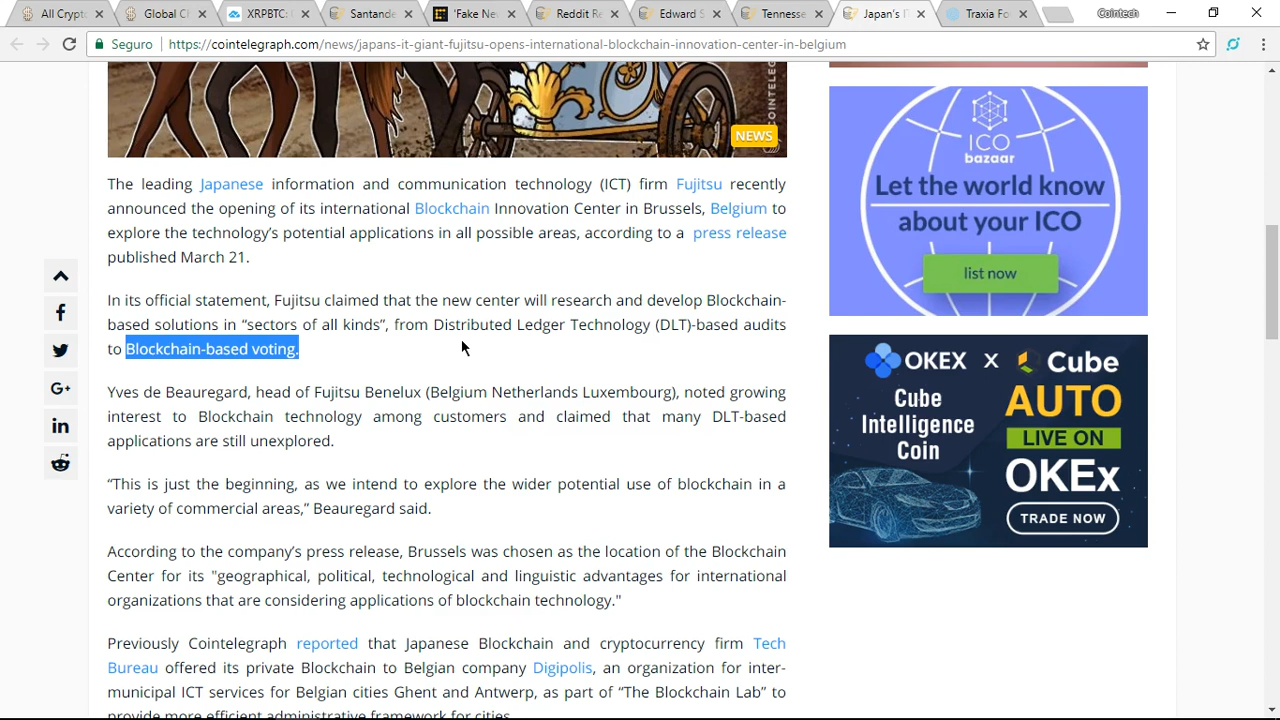 All Crypto
Global Ch
XRPBTC:
Santande
'Fake Ne
Reddit Re
Edward S
Tennesse
Japan's IT
Traxia Fo
Cointech
Seguro
https://cointelegraph.com/news/japans-it-giant-fujitsu-opens-international-blockchain-innovation-center-in-belgium
COINTELEG
NEWS
The leading Japanese information and communication technology (ICT) firm Fujitsu recently
announced the opening of its international Blockchain Innovation Center in Brussels, Belgium to
explore the technology’s potential applications in all possible areas, according to a press release
published March 21.
In its official statement, Fujitsu claimed that the new center will research and develop Blockchain-
based solutions in “sectors of all kinds”, from Distributed Ledger Technology (DLT)-based audits
to Blockchain-based voting.
Yves de Beauregard, head of Fujitsu Benelux (Belgium Netherlands Luxembourg), noted growing
interest to Blockchain technology among customers and claimed that many DLT-based
applications are still unexplored.
“This is just the beginning, as we intend to explore the wider potential use of blockchain in a
variety of commercial areas,” Beauregard said.
According to the company’s press release, Brussels was chosen as the location of the Blockchain
Center for its "geographical, political, technological and linguistic advantages for international
organizations that are considering applications of blockchain technology."
Previously Cointelegraph reported that Japanese Blockchain and cryptocurrency firm Tech
Bureau offered its private Blockchain to Belgian company Digipolis, an organization for inter-
municipal ICT services for Belgian cities Ghent and Antwerp, as part of “The Blockchain Lab” to
provide more efficient administrative framework for cities.
ICO
bazaar
Let the world know
about your ICO
list now
OKEX X Cube
Cube
Intelligence
Coin
AUTO
LIVE ON
OKEx
TRADE NOW